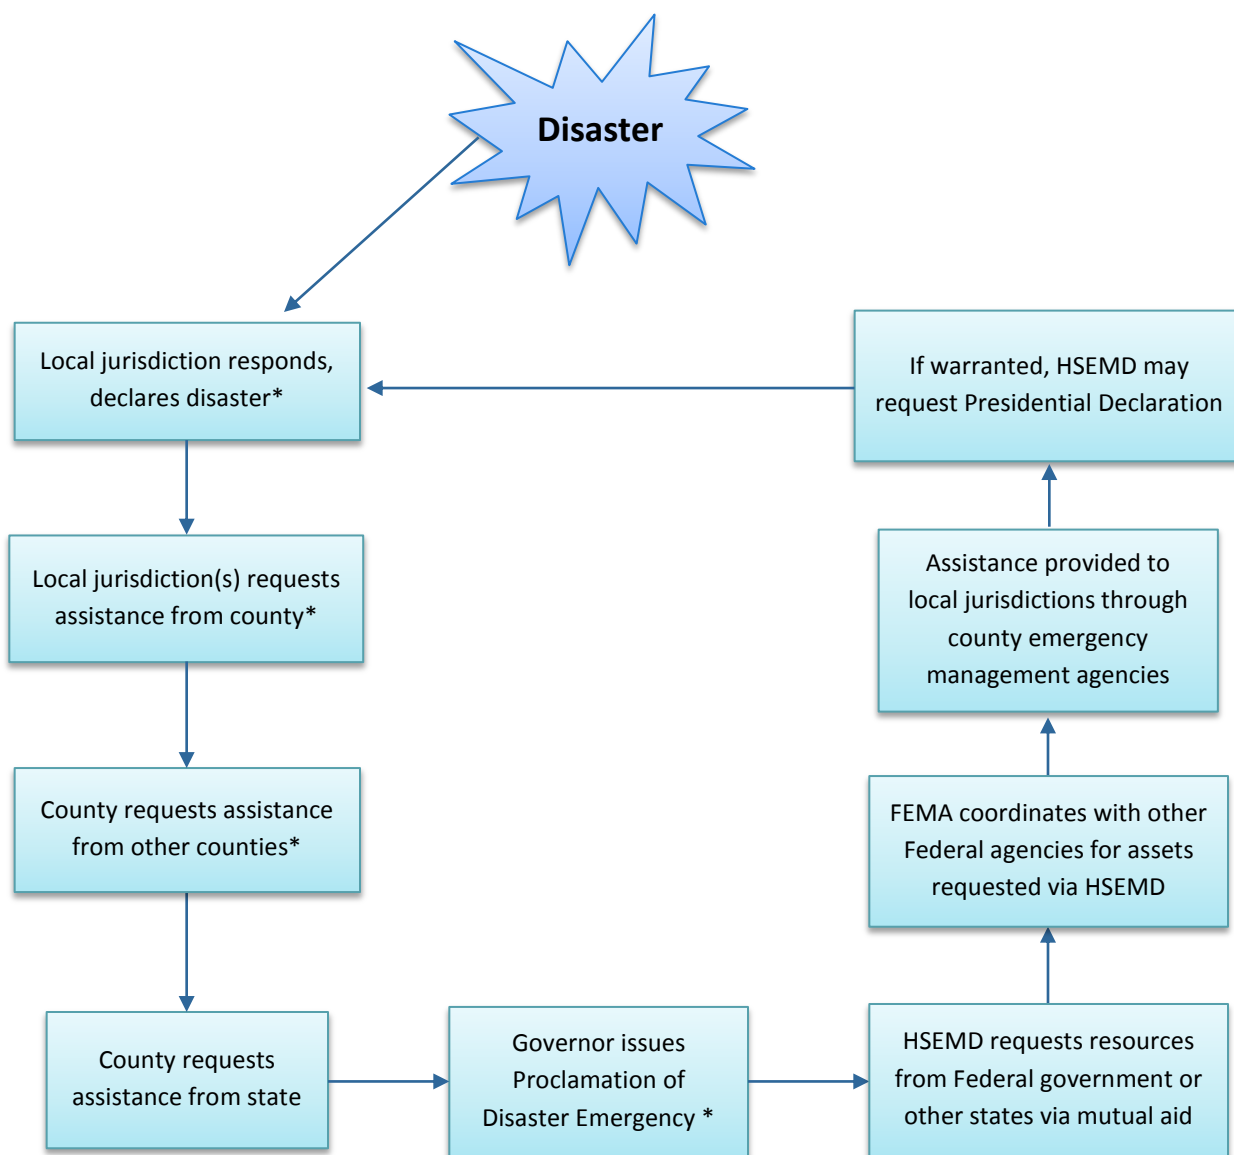 Disaster
Local jurisdiction responds,
declares disaster*
Local jurisdiction(s) requests
assistance from county*
County requests assistance
from other counties*
County requests
assistance from state
Governor issues
Proclamation of
Disaster Emergency *
HSEMD requests resources
from Federal government or
other states via mutual aid
FEMA coordinates with other
Federal agencies for assets
requested via HSEMD
Assistance provided to
local jurisdictions through
county emergency
management agencies
If warranted, HSEMD may
request Presidential Declaration